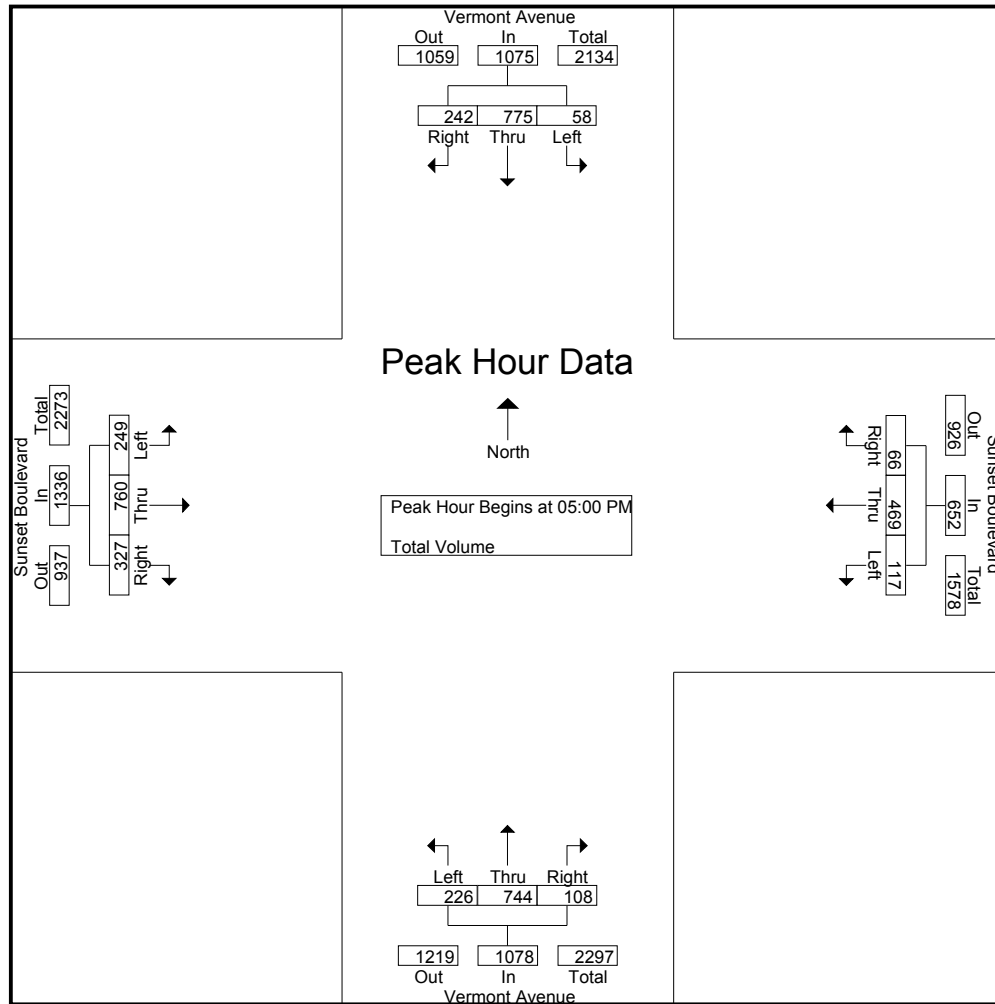 Vermont Avenue
Out In Total
1059 1075 2134
242 775 58
Right Thru Left
Peak Hour Data
North
Peak Hour Begins at 05:00 PM
Total Volume
Sunset Boulevard
Out In Total
937 1336 2273
Right Thru Left
327 760 249
Sunset Boulevard
Out In Total
926 652 1578
Right Thru Left
66 469 117
Left Thru Right
226 744 108
1219 1078 2297
Out In Total
Vermont Avenue